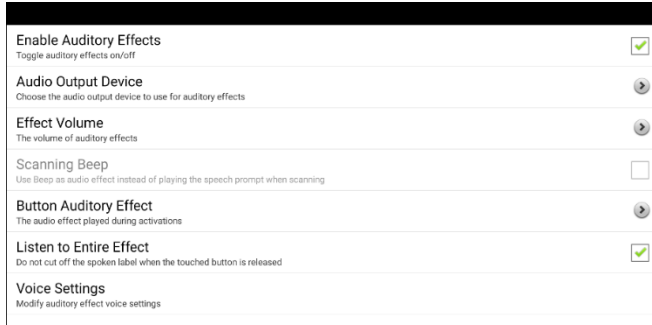 Enable Auditory Effects
Toggle auditory effects on/off
Audio Output Device
Choose the audio output device to use for auditory effects
Effect Volume
The volume of auditory effects
Scanning Beep
Use Beep as audio effect instead of playing the speech prompt when scanning
Button Auditory Effect
The audio effect played during activations
Listen to Entire Effect
Do not cut off the spoken label when the touched button is released
Voice Settings
Modify auditory effect voice settings